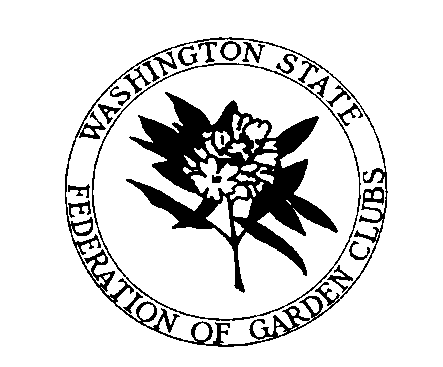 WASHINGTON STATE
FEDERATION OF GARDEN CLUBS